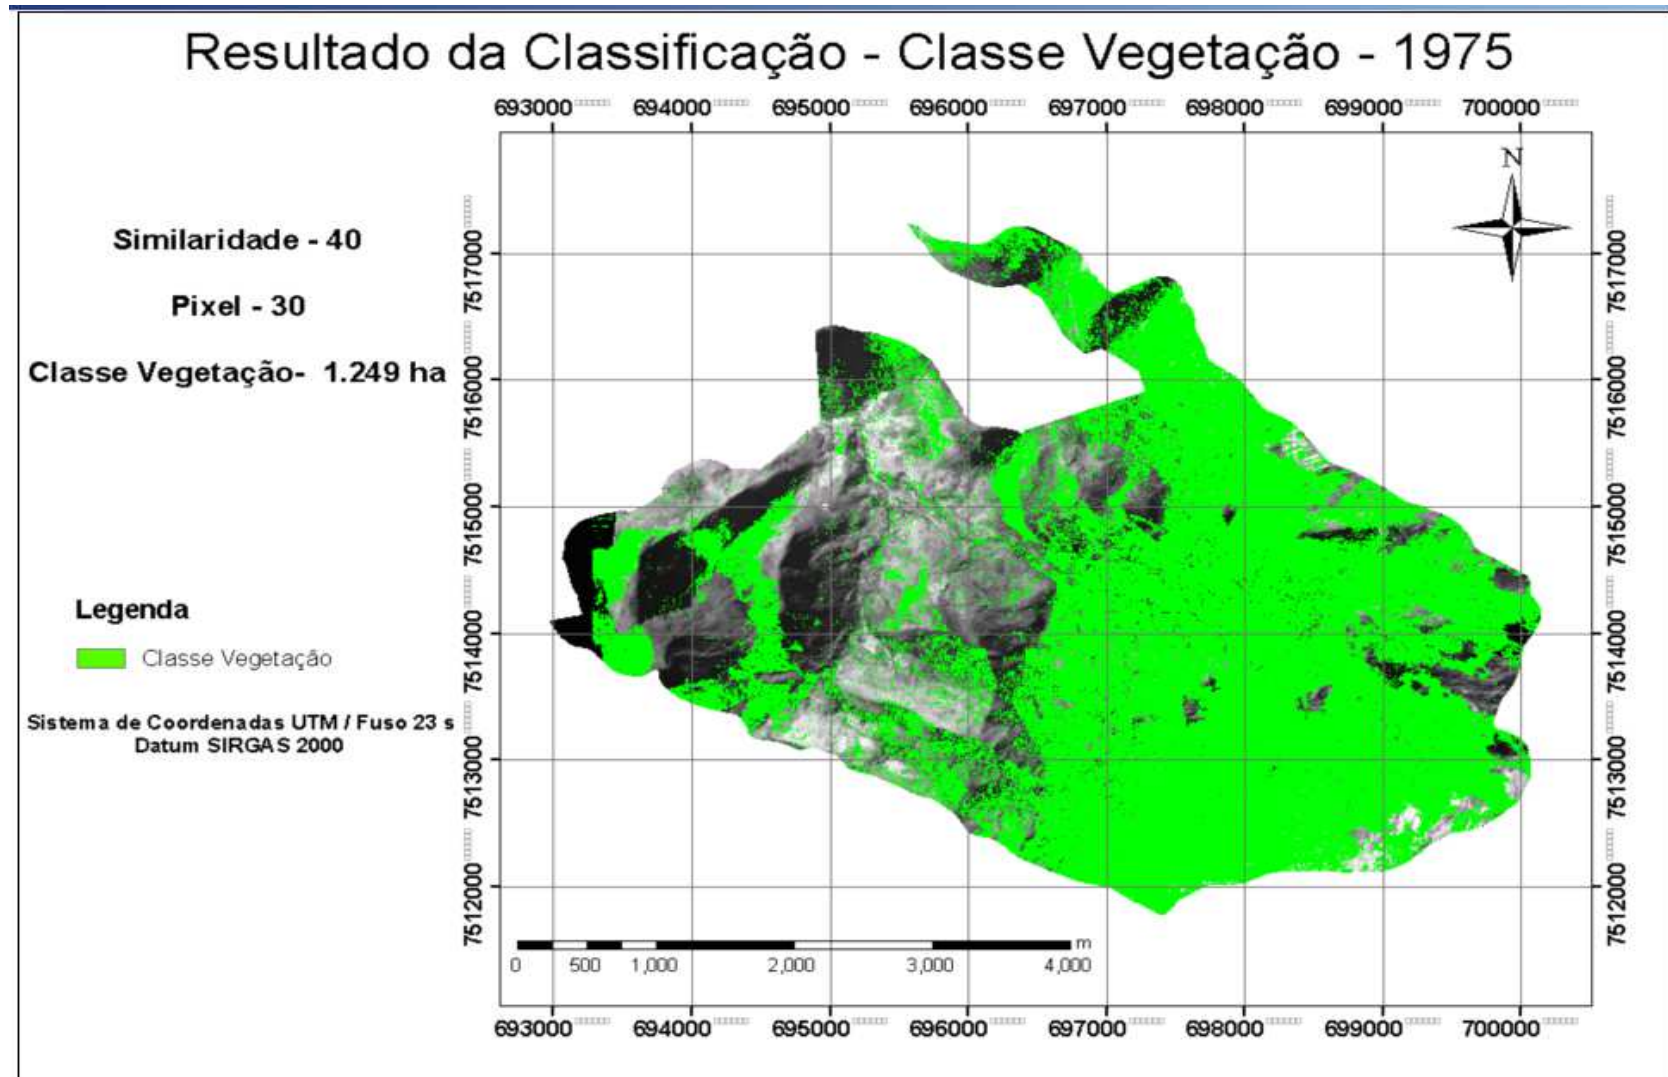 Resultado da Classificação - Classe Vegetação - 1975
693000 694000 695000 696000 697000 698000 699000 700000
N
Similaridade - 40
Pixel - 30
Classe Vegetação- 1.249 ha
7517000
7516000
7515000
7514000
7513000
7512000
7517000
7516000
7515000
7514000
7513000
7512000
Legenda
Classe Vegetação
Sistema de Coordenadas UTM / Fuso 23 s
Datum SIRGAS 2000
m
0 500 1,000 2,000 3,000 4,000
693000 694000 695000 696000 697000 698000 699000 700000